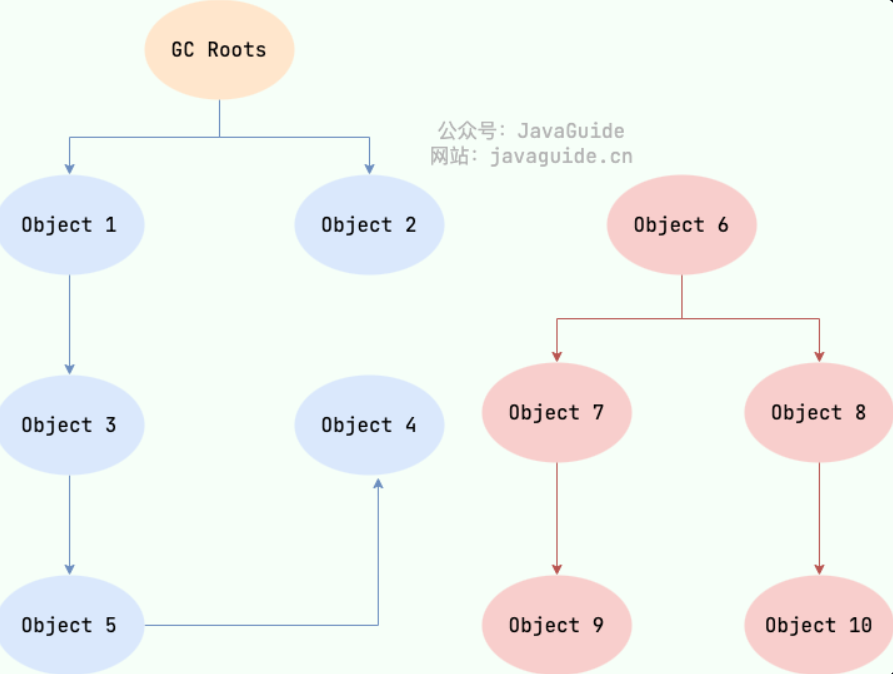 GC Roots
公众号：JavaGuide
网站：javaguide.cn
Object 1
Object 2
Object 6
Object 3
Object 4
Object 7
Object 8
Object 5
Object 9
Object 10